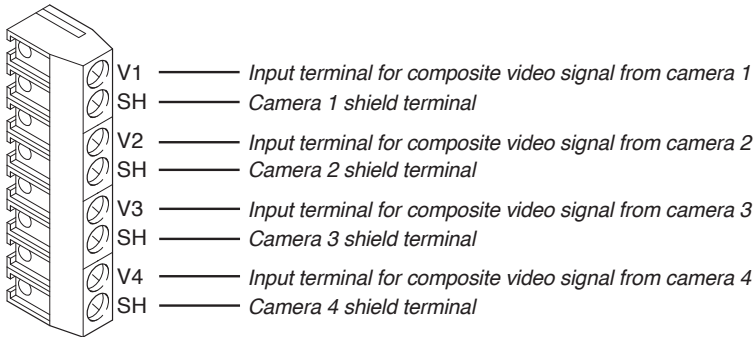 V1 Input terminal for composite video signal from camera 1
SH Camera 1 shield terminal
V2 Input terminal for composite video signal from camera 2
SH Camera 2 shield terminal
V3 Input terminal for composite video signal from camera 3
SH Camera 3 shield terminal
V4 Input terminal for composite video signal from camera 4
SH Camera 4 shield terminal